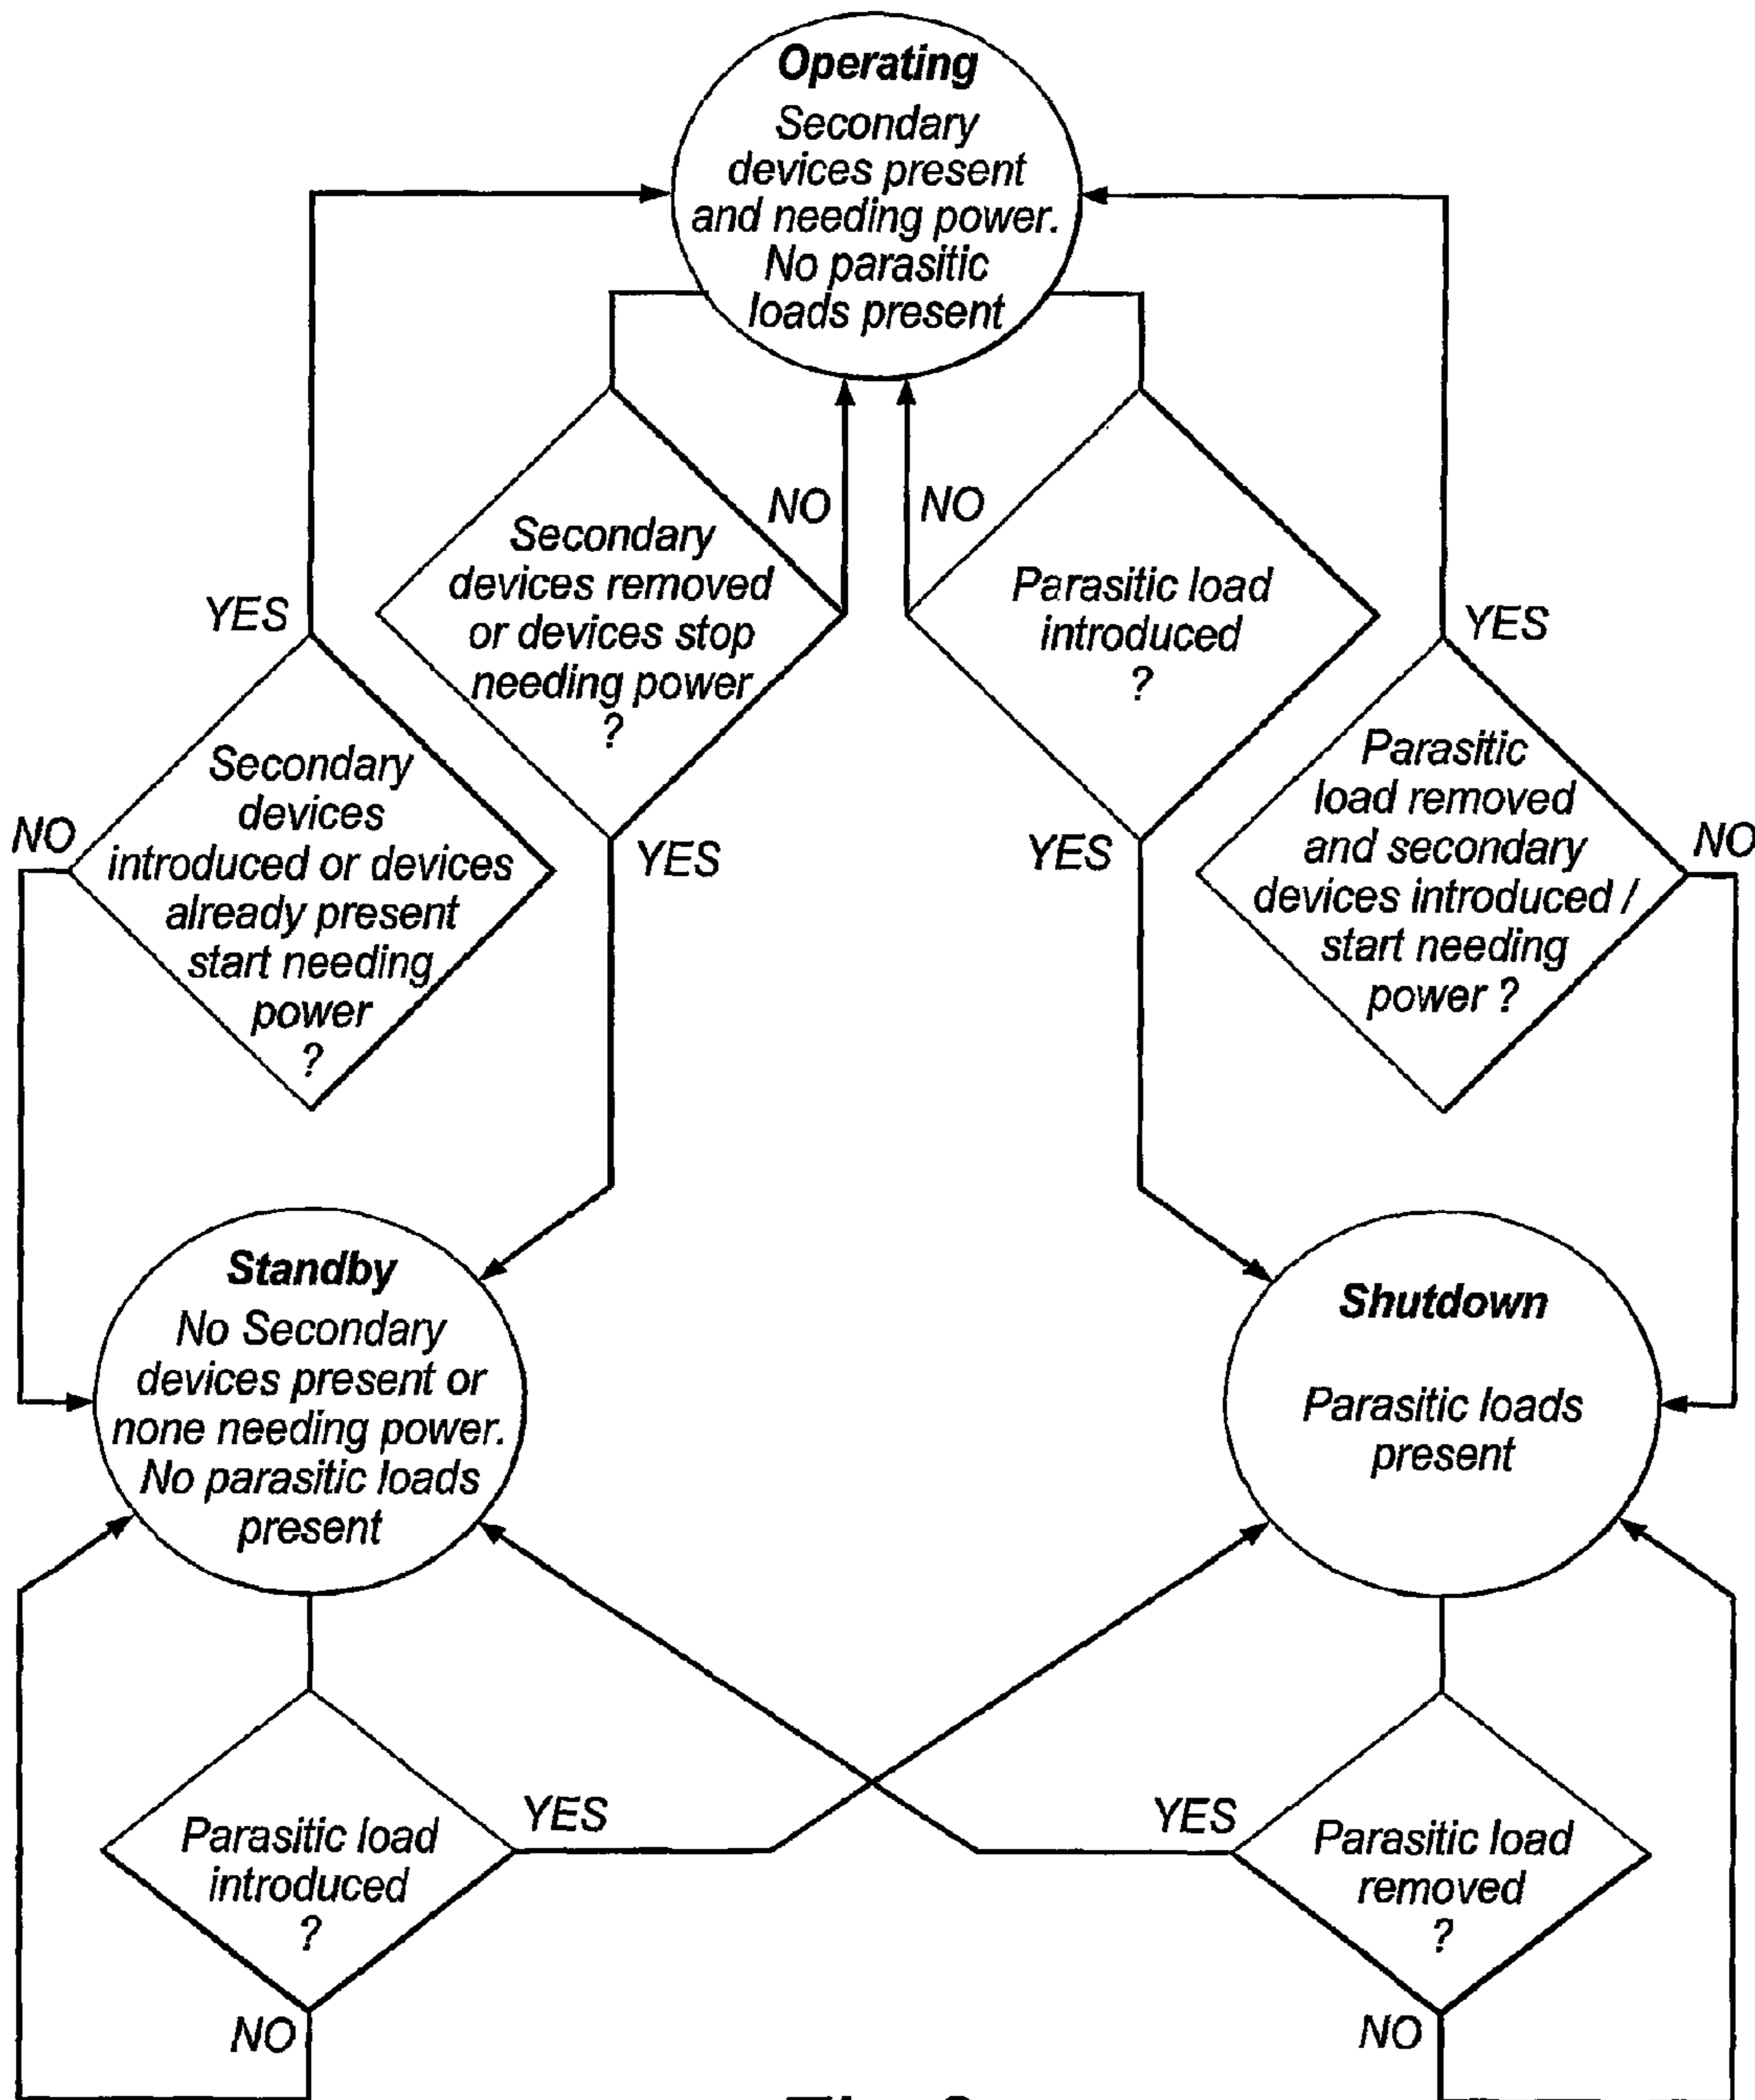 Operating
Secondary
devices present
and needing power.
No parasitic
loads present
NO
NO
Secondary
devices removed
or devices stop
needing power
?
Parasitic load
introduced
?
YES
YES
Secondary
devices
introduced or devices
already present
start needing
power
?
Parasitic
load removed
and secondary
devices introduced /
start needing
power ?
NO
YES
YES
NO
Standby
No Secondary
devices present or
none needing power.
No parasitic loads
present
Shutdown
Parasitic loads
present
YES
YES
Parasitic load
introduced
?
Parasitic load
removed
?
NO
NO